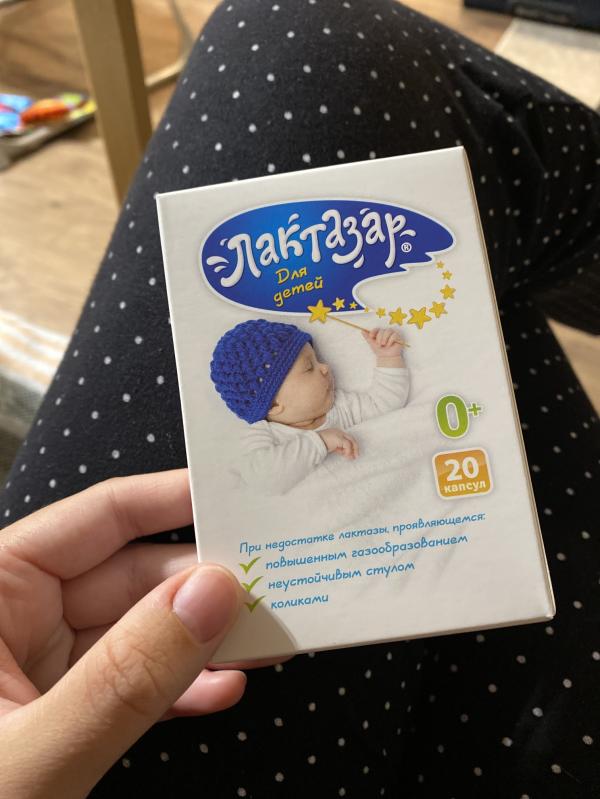 Лактазар®
Для
детей
0+
20
капсул
При недостатке лактазы, проявляющемся:
повышенным газообразованием
неустойчивым стулом
коликами